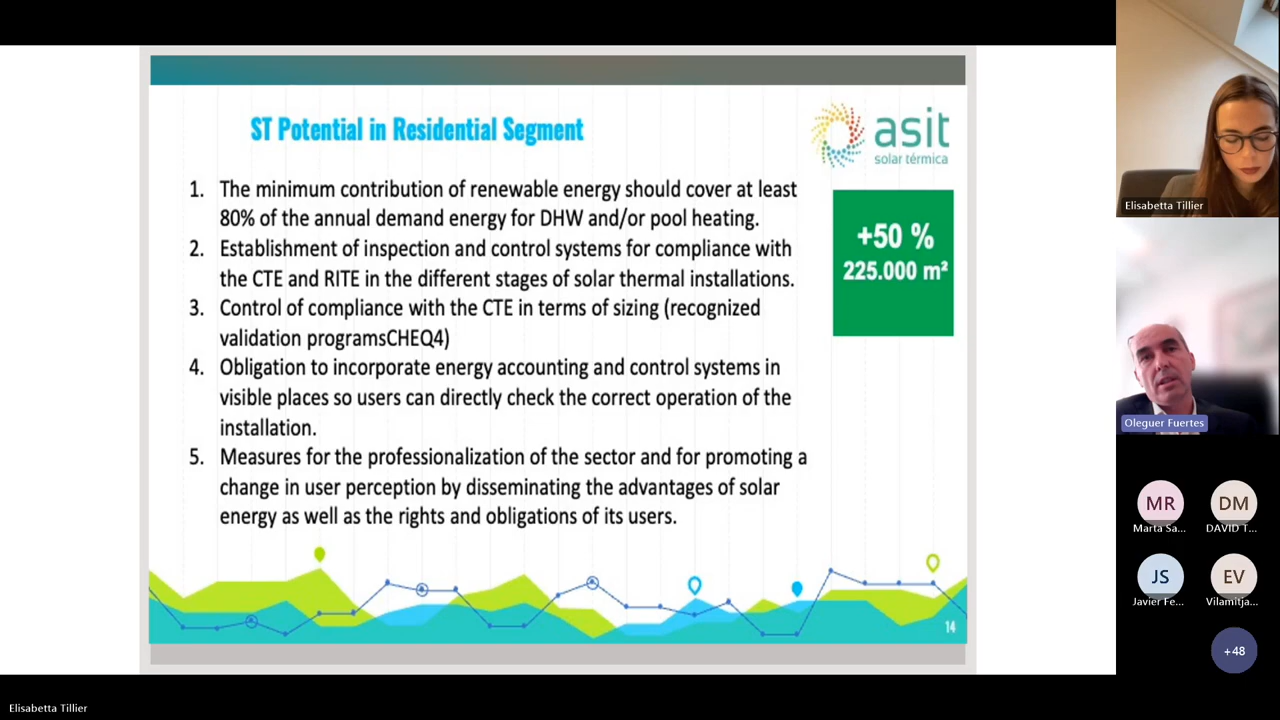 ST Potential in Residential Segment
asit
solar térmica
1. The minimum contribution of renewable energy should cover at least
80% of the annual demand energy for DHW and/or pool heating.
2. Establishment of inspection and control systems for compliance with
the CTE and RITE in the different stages of solar thermal installations.
3. Control of compliance with the CTE in terms of sizing (recognized
validation programsCHEQ4)
4. Obligation to incorporate energy accounting and control systems in
visible places so users can directly check the correct operation of the
installation.
5. Measures for the professionalization of the sector and for promoting a
change in user perception by disseminating the advantages of solar
energy as well as the rights and obligations of its users.
+50 %
225.000 m²
14
Elisabetta Tillier
Oleguer Fuertes
MR
Marta Sa...
DM
DAVID T...
JS
Javier Fe...
EV
Vilamitja...
+48
Elisabetta Tillier